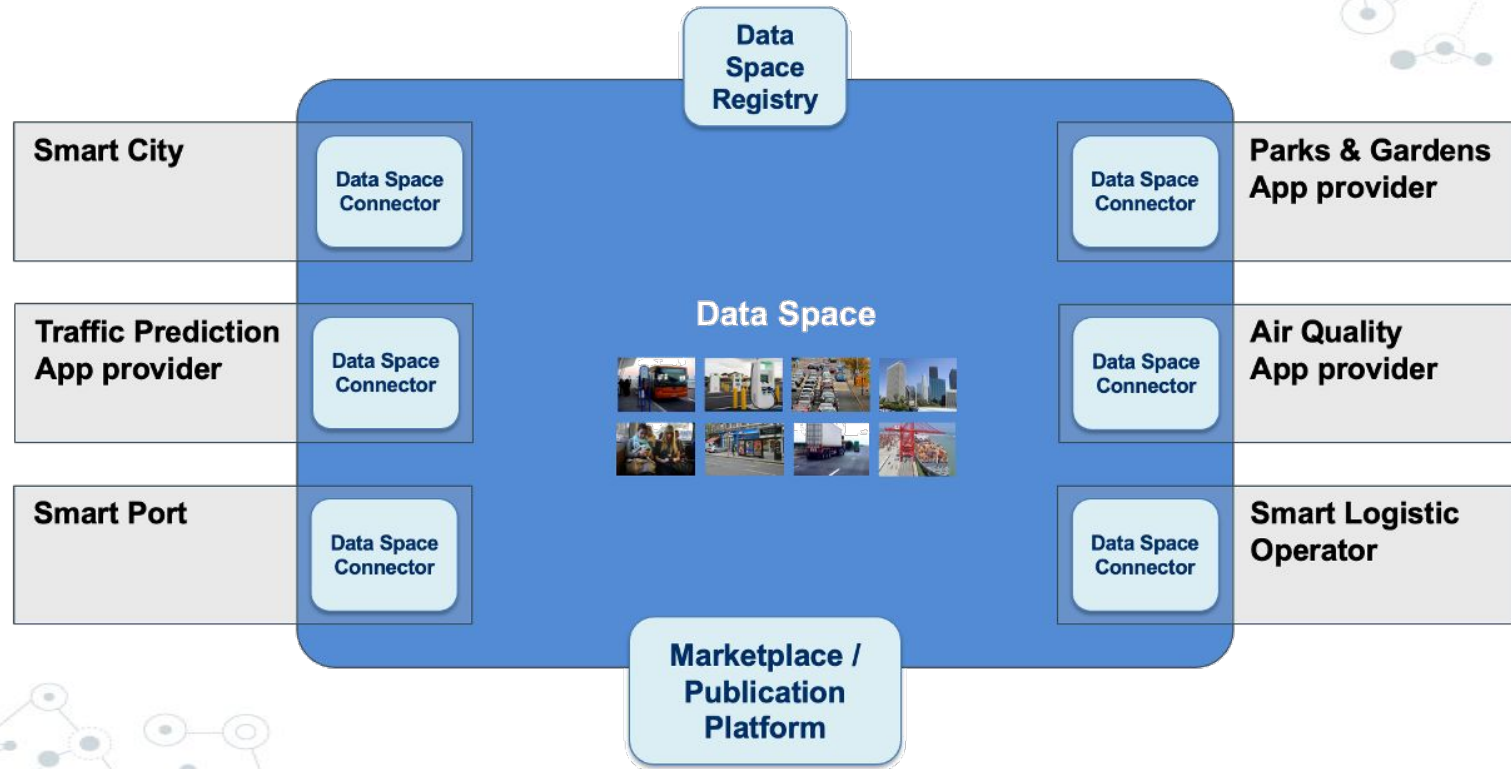 Data
Space
Registry
Smart City
Data Space
Connector
Data Space
Connector
Parks & Gardens
App provider
Data Space
Traffic Prediction
App provider
Data Space
Connector
Data Space
Connector
Air Quality
App provider
Smart Port
Data Space
Connector
Data Space
Connector
Smart Logistic
Operator
Marketplace /
Publication
Platform